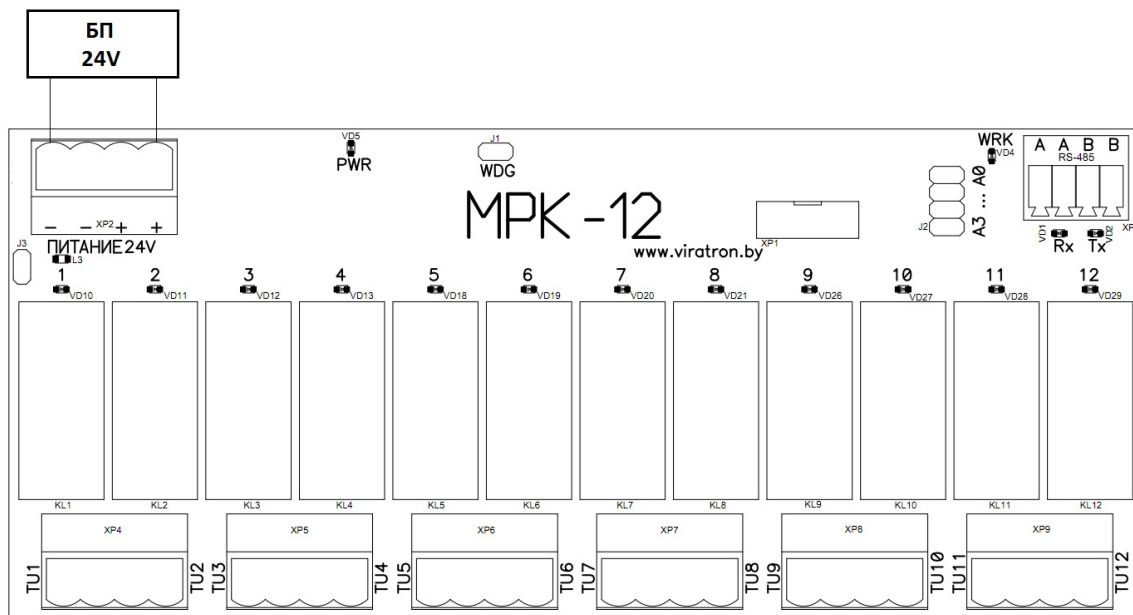 БП
24V
VD5
PWR
J1
WDG
WRK
VD4
A A B B
RS-485
J2
A3 ... A0
MPK-12
www.viratron.by
XP1
XP
VD1
Rx
Tx
VD2
- - XP2 + +
J3
ПИТАНИЕ 24V
L3
1 2 3 4 5 6 7 8 9 10 11 12
VD10 VD11 VD12 VD13 VD18 VD19 VD20 VD21 VD26 VD27 VD28 VD29
KL1 KL2 KL3 KL4 KL5 KL6 KL7 KL8 KL9 KL10 KL11 KL12
XP4 XP5 XP6 XP7 XP8 XP9
TU1 TU2 TU3 TU4 TU5 TU6 TU7 TU8 TU9 TU10 TU11 TU12